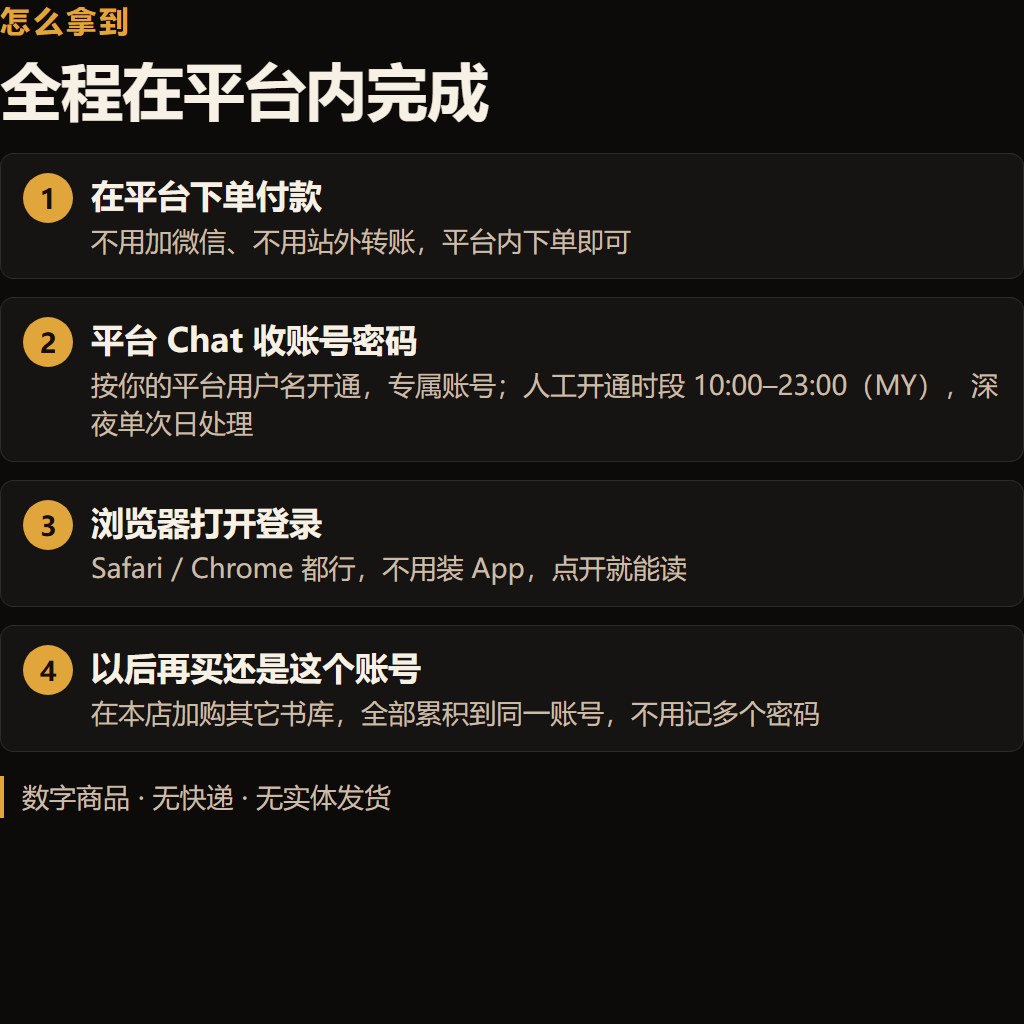 怎么拿到
全程在平台内完成
1
在平台下单付款
不用加微信、不用站外转账，平台内下单即可
2
平台 Chat 收账号密码
按你的平台用户名开通，专属账号；人工开通时段 10:00–23:00（MY），深
夜单次日处理
3
浏览器打开登录
Safari / Chrome 都行，不用装 App，点开就能读
4
以后再买还是这个账号
在本店加购其它书库，全部累积到同一账号，不用记多个密码
数字商品 · 无快递 · 无实体发货